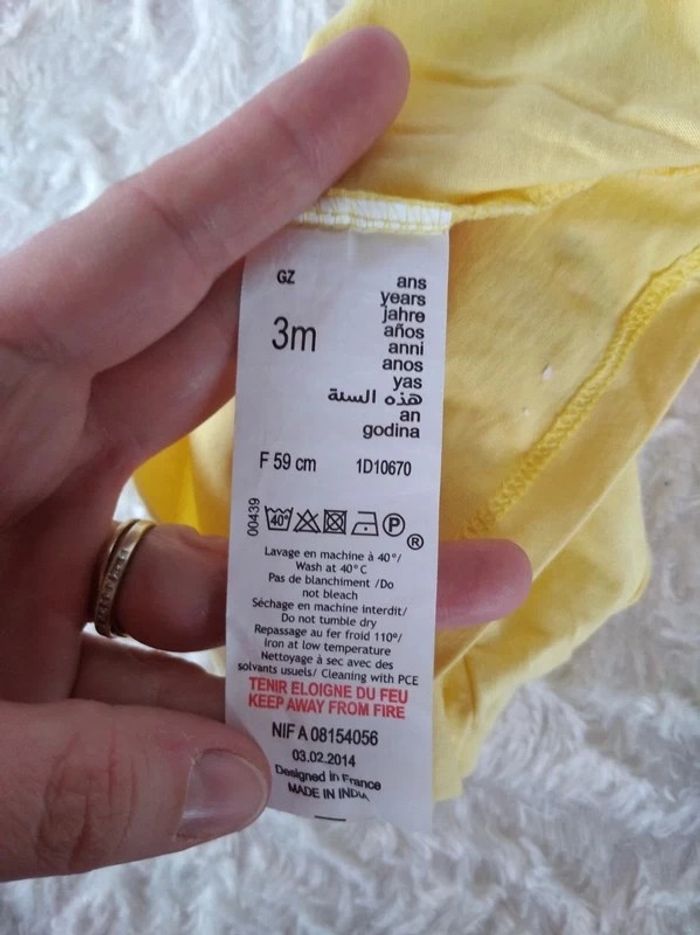 GZ
3m
ans
years
jahre
años
anni
anos
yas
هذه السنة
an
godina
F 59 cm
1D10670
00439
40°
P
®
Lavage en machine à 40°/
Wash at 40°C
Pas de blanchiment /Do
not bleach
Séchage en machine interdit/
Do not tumble dry
Repassage au fer froid 110°/
Iron at low temperature
Nettoyage à sec avec des
solvants usuels/ Cleaning with PCE
TENIR ELOIGNE DU FEU
KEEP AWAY FROM FIRE
NIF A 08154056
03.02.2014
Designed in France
MADE IN INDIA